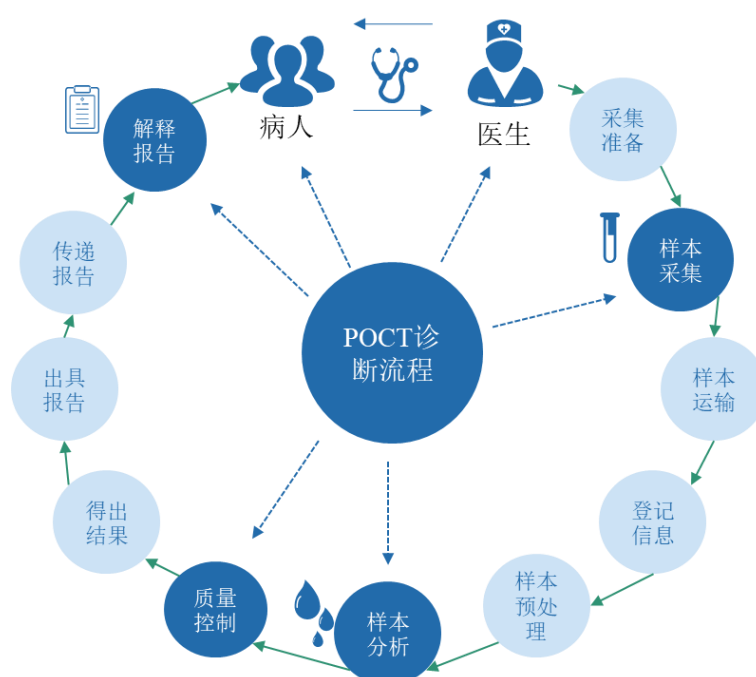 病人
医生
采集
准备
样本
采集
样本
运输
登记
信息
样本
预处
理
样本
分析
质量
控制
得出
结果
出具
报告
传递
报告
解释
报告
POCT诊
断流程